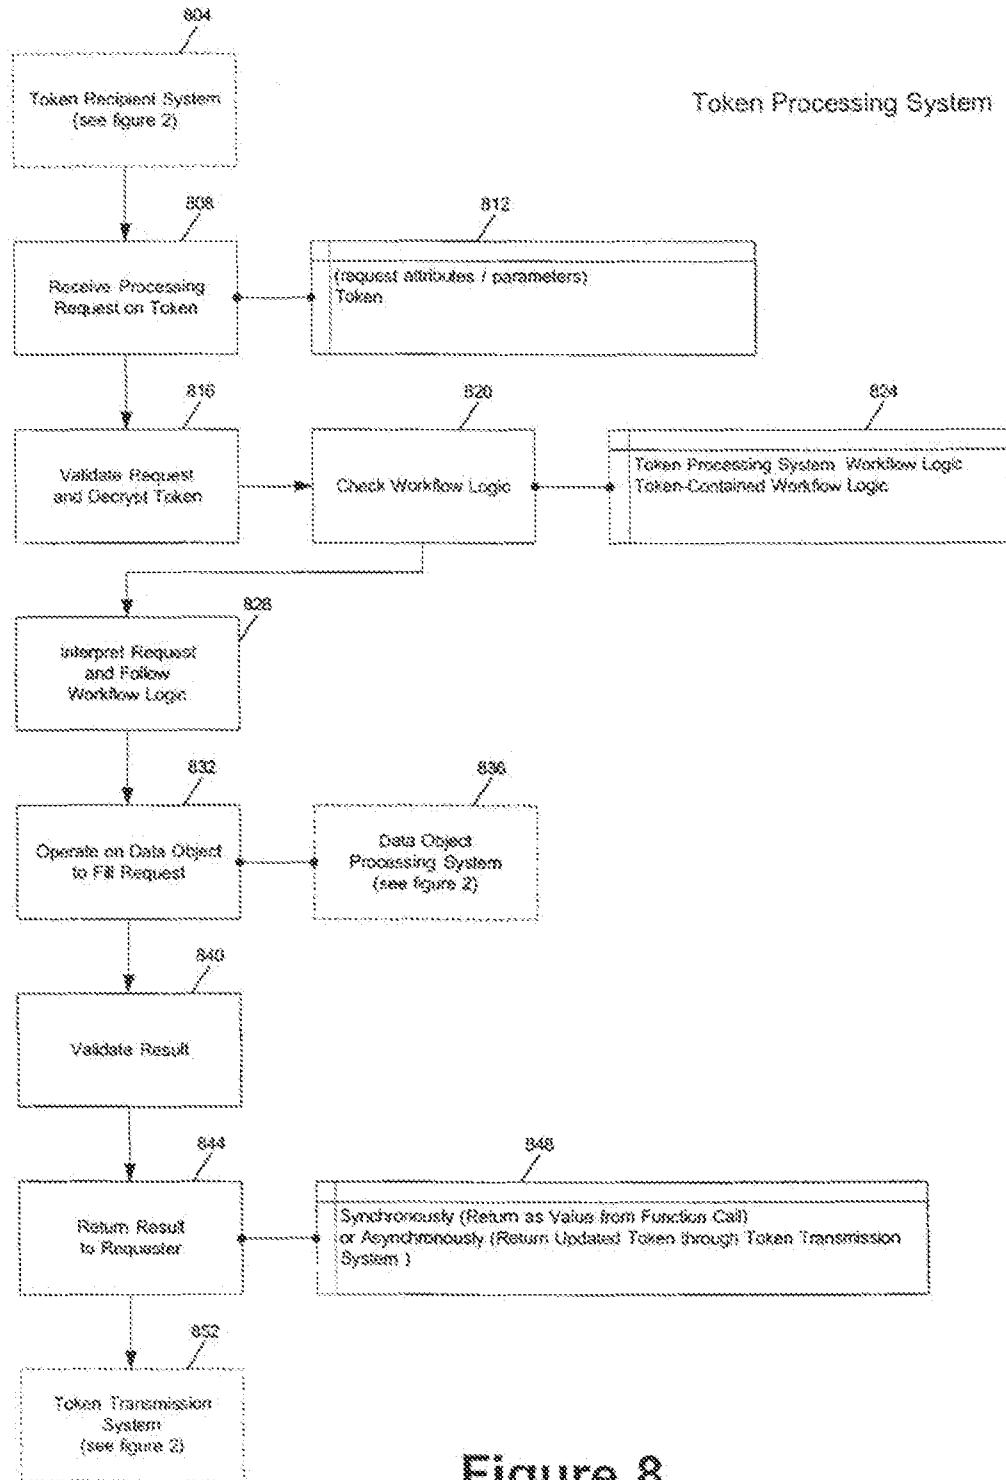 804
Token Recipient System
(see figure 2)
Token Processing System
808
812
Receive Processing
Request on Token
(request attributes / parameters)
Token
816
820
824
Validate Request
and Decrypt Token
Check Workflow Logic
Token Processing System Workflow Logic
Token-Contained Workflow Logic
828
Interpret Request
and Follow
Workflow Logic
832
836
Operate on Data Object
to Fill Request
Data Object
Processing System
(see figure 2)
840
Validate Result
844
848
Return Result
to Requester
Synchronously (Return as Value from Function Call)
or Asynchronously (Return Updated Token through Token Transmission
System )
852
Token Transmission
System
(see figure 2)
Figure 8